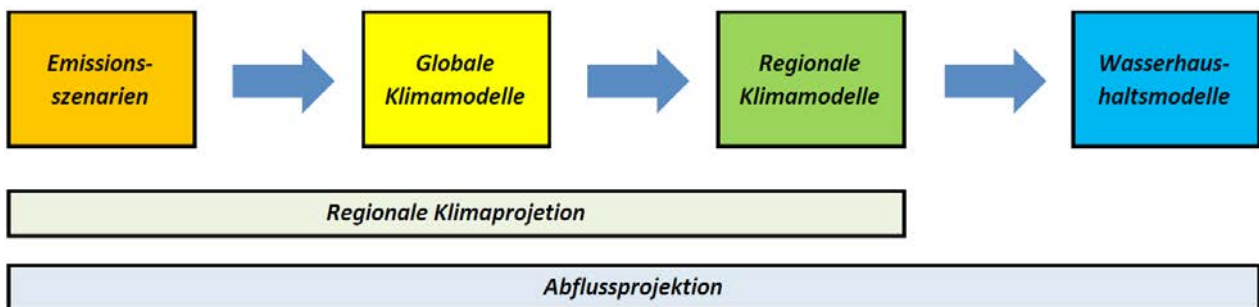 Emissions-
szenarien
Globale
Klimamodelle
Regionale
Klimamodelle
Wasserhaus-
haltsmodelle
Regionale Klimaprojetion
Abflussprojektion